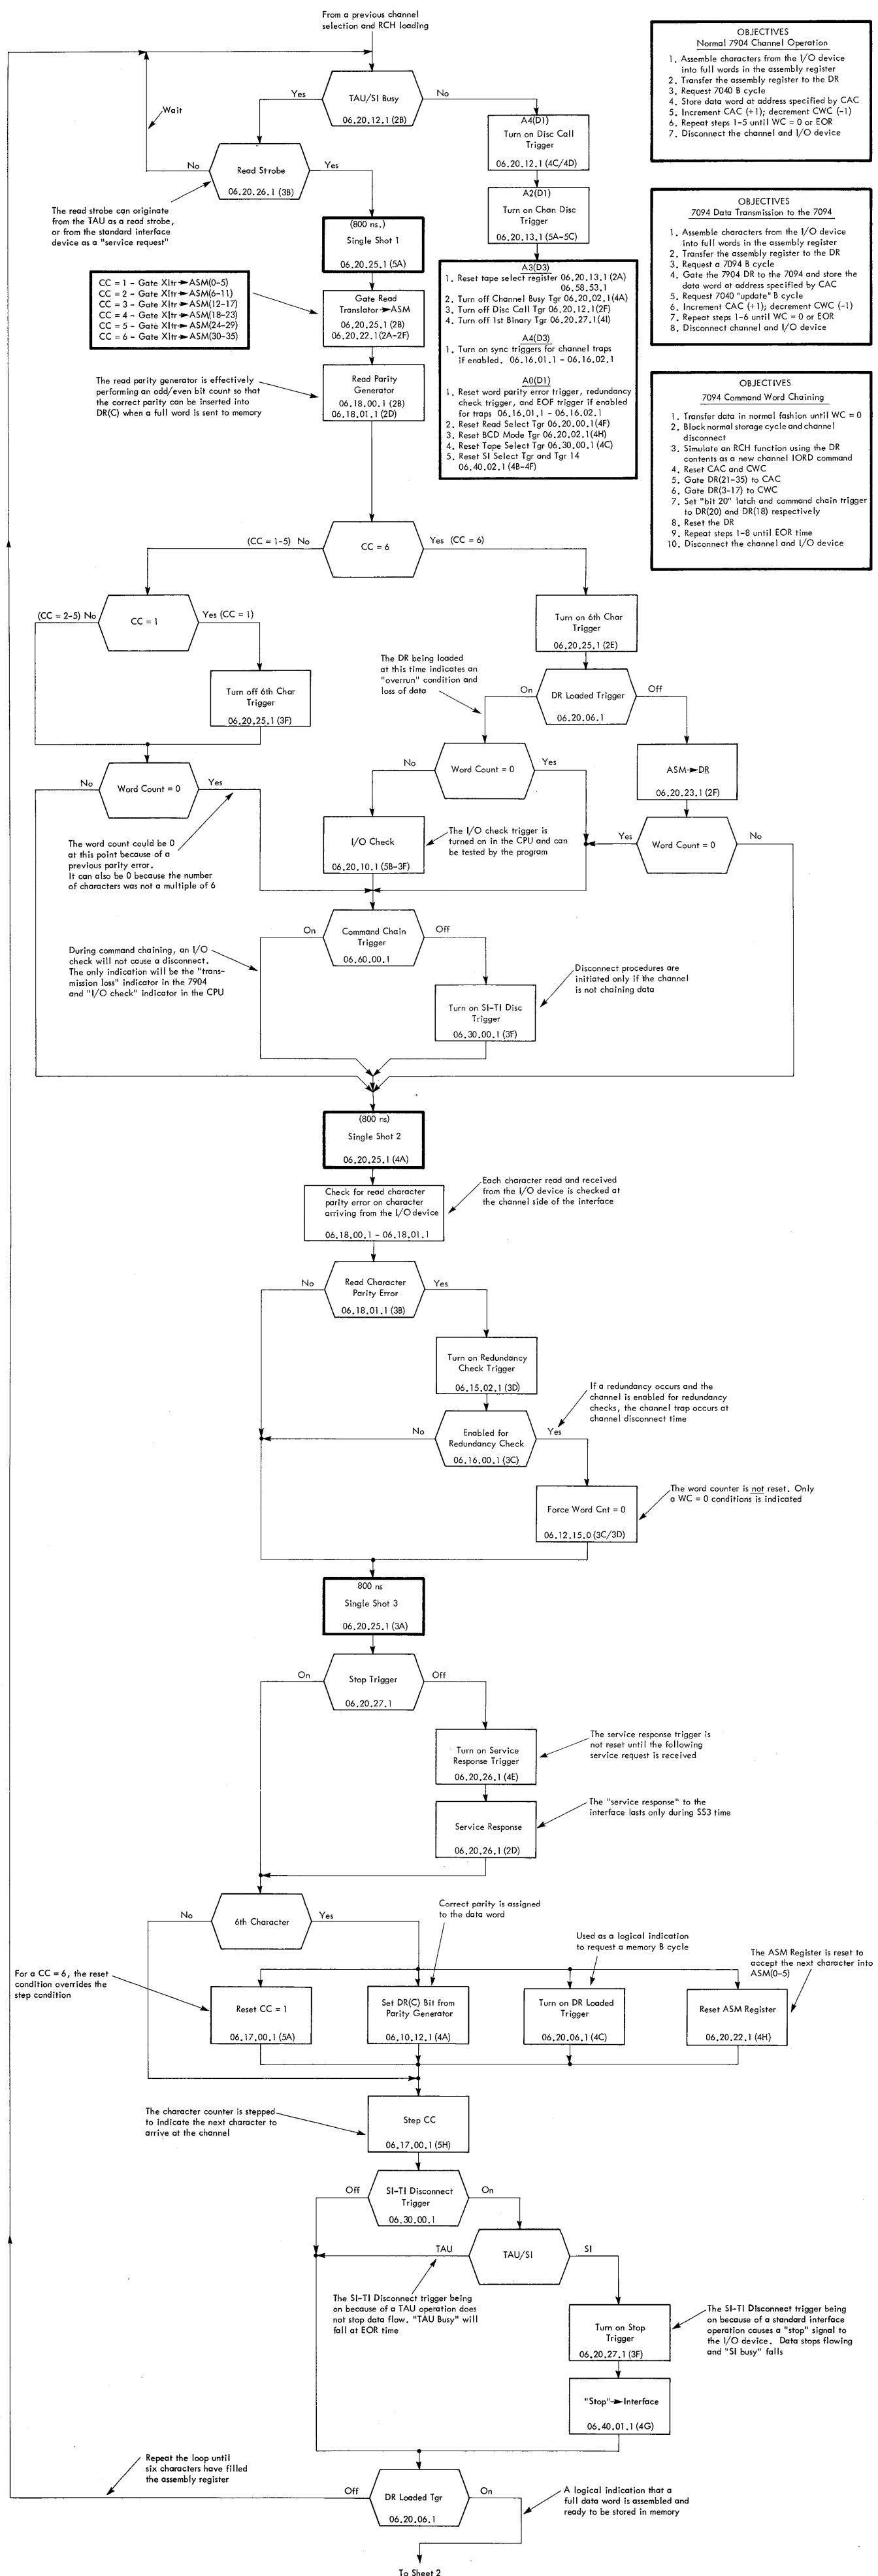 From a previous channel
selection and RCH loading
OBJECTIVES
Normal 7904 Channel Operation
1. Assemble characters from the I/O device
into full words in the assembly register
2. Transfer the assembly register to the DR
3. Request 7040 B cycle
4. Store data word at address specified by CAC
5. Increment CAC (+1); decrement CWC (-1)
6. Repeat steps 1-5 until WC = 0 or EOR
7. Disconnect the channel and I/O device
Yes
TAU/SI Busy
06.20.12.1 (2B)
No
Wait
A4(D1)
Turn on Disc Call
Trigger
06.20.12.1 (4C/4D)
No
Read Strobe
06.20.26.1 (3B)
Yes
The read strobe can originate
from the TAU as a read strobe,
or from the standard interface
device as a "service request"
A2(D1)
Turn on Chan Disc
Trigger
06.20.13.1 (5A-5C)
OBJECTIVES
7094 Data Transmission to the 7094
1. Assemble characters from the I/O device
into full words in the assembly register
2. Transfer the assembly register to the DR
3. Request a 7094 B cycle
4. Gate the 7904 DR to the 7094 and store the
data word at address specified by CAC
5. Request 7040 "update" B cycle
6. Increment CAC (+1); decrement CWC (-1)
7. Repeat steps 1-6 until WC = 0 or EOR
8. Disconnect channel and I/O device
(800 ns.)
Single Shot 1
06.20.25.1 (5A)
CC = 1 - Gate Xltr➔ASM(0-5)
CC = 2 - Gate Xltr➔ASM(6-11)
CC = 3 - Gate Xltr➔ASM(12-17)
CC = 4 - Gate Xltr➔ASM(18-23)
CC = 5 - Gate Xltr➔ASM(24-29)
CC = 6 - Gate Xltr➔ASM(30-35)
Gate Read
Translator➔ASM
06.20.25.1 (2B)
06.20.22.1 (2A-2F)
A3(D3)
1. Reset tape select register 06.20.13.1 (2A)
06.58.53.1
2. Turn off Channel Busy Tgr 06.20.02.1 (4A)
3. Turn off Disc Call Tgr 06.20.12.1 (2F)
4. Turn off 1st Binary Tgr 06.20.27.1 (4I)
A4(D3)
1. Turn on sync triggers for channel traps
if enabled. 06.16.01.1 - 06.16.02.1
A0(D1)
1. Reset word parity error trigger, redundancy
check trigger, and EOF trigger if enabled
for traps 06.16.01.1 - 06.16.02.1
2. Reset Read Select Tgr 06.20.00.1 (4F)
3. Reset BCD Mode Tgr 06.20.02.1 (4H)
4. Reset Tape Select Tgr 06.30.00.1 (4C)
5. Reset SI Select Tgr and Tgr 14
06.40.02.1 (4B-4F)
The read parity generator is effectively
performing an odd/even bit count so that
the correct parity can be inserted into
DR(C) when a full word is sent to memory
Read Parity
Generator
06.18.00.1 (2B)
06.18.01.1 (2D)
OBJECTIVES
7094 Command Word Chaining
1. Transfer data in normal fashion until WC = 0
2. Block normal storage cycle and channel
disconnect
3. Simulate an RCH function using the DR
contents as a new channel IORD command
4. Reset CAC and CWC
5. Gate DR(21-35) to CAC
6. Gate DR(3-17) to CWC
7. Set "bit 20" latch and command chain trigger
to DR(20) and DR(18) respectively
8. Reset the DR
9. Repeat steps 1-8 until EOR time
10. Disconnect the channel and I/O device
(CC = 1-5) No
CC = 6
Yes (CC = 6)
(CC = 2-5) No
CC = 1
Yes (CC = 1)
Turn on 6th Char
Trigger
06.20.25.1 (2E)
Turn off 6th Char
Trigger
06.20.25.1 (3F)
The DR being loaded
at this time indicates an
"overrun" condition and
loss of data
On
DR Loaded Trigger
06.20.06.1
Off
No
Word Count = 0
Yes
No
Word Count = 0
Yes
ASM➔DR
06.20.23.1 (2F)
The word count could be 0
at this point because of a
previous parity error.
It can also be 0 because the number
of characters was not a multiple of 6
I/O Check
06.20.10.1 (5B-3F)
The I/O check trigger is
turned on in the CPU and can
be tested by the program
Yes
Word Count = 0
No
On
Command Chain
Trigger
06.60.00.1
Off
During command chaining, an I/O
check will not cause a disconnect.
The only indication will be the "trans-
mission loss" indicator in the 7904
and "I/O check" indicator in the CPU
Turn on SI-TI Disc
Trigger
06.30.00.1 (3F)
Disconnect procedures are
initiated only if the channel
is not chaining data
(800 ns)
Single Shot 2
06.20.25.1 (4A)
Check for read character
parity error on character
arriving from the I/O device
06.18.00.1 - 06.18.01.1
Each character read and received
from the I/O device is checked at
the channel side of the interface
No
Read Character
Parity Error
06.18.01.1 (3B)
Yes
Turn on Redundancy
Check Trigger
06.15.02.1 (3D)
If a redundancy occurs and the
channel is enabled for redundancy
checks, the channel trap occurs at
channel disconnect time
No
Enabled for
Redundancy Check
06.16.00.1 (3C)
Yes
Force Word Cnt = 0
06.12.15.0 (3C/3D)
The word counter is not reset. Only
a WC = 0 conditions is indicated
800 ns
Single Shot 3
06.20.25.1 (3A)
On
Stop Trigger
06.20.27.1
Off
Turn on Service
Response Trigger
06.20.26.1 (4E)
The service response trigger is
not reset until the following
service request is received
Service Response
06.20.26.1 (2D)
The "service response" to the
interface lasts only during SS3 time
No
6th Character
Yes
Correct parity is assigned
to the data word
Used as a logical indication
to request a memory B cycle
The ASM Register is reset to
accept the next character into
ASM(0-5)
For a CC = 6, the reset
condition overrides the
step condition
Reset CC = 1
06.17.00.1 (5A)
Set DR(C) Bit from
Parity Generator
06.10.12.1 (4A)
Turn on DR Loaded
Trigger
06.20.06.1 (4C)
Reset ASM Register
06.20.22.1 (4H)
The character counter is stepped
to indicate the next character to
arrive at the channel
Step CC
06.17.00.1 (5H)
Off
SI-TI Disconnect
Trigger
06.30.00.1
On
TAU
TAU/SI
SI
The SI-TI Disconnect trigger being
on because of a TAU operation does
not stop data flow. "TAU Busy" will
fall at EOR time
Turn on Stop
Trigger
06.20.27.1 (3F)
The SI-TI Disconnect trigger being
on because of a standard interface
operation causes a "stop" signal to
the I/O device. Data stops flowing
and "SI busy" falls
"Stop"➔Interface
06.40.01.1 (4G)
Repeat the loop until
six characters have filled
the assembly register
Off
DR Loaded Tgr
06.20.06.1
On
A logical indication that a
full data word is assembled and
ready to be stored in memory
To Sheet 2